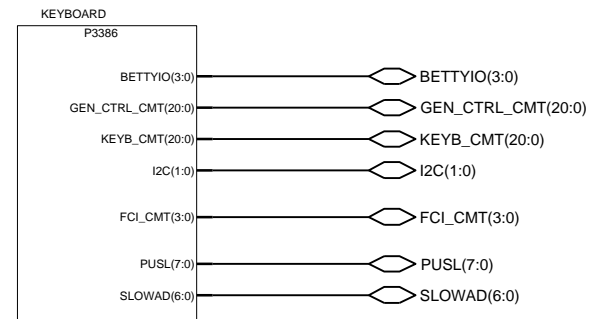 KEYBOARD
P3386
BETTYIO(3:0) BETTYIO(3:0)
GEN_CTRL_CMT(20:0) GEN_CTRL_CMT(20:0)
KEYB_CMT(20:0) KEYB_CMT(20:0)
I2C(1:0) I2C(1:0)
FCI_CMT(3:0) FCI_CMT(3:0)
PUSL(7:0) PUSL(7:0)
SLOWAD(6:0) SLOWAD(6:0)